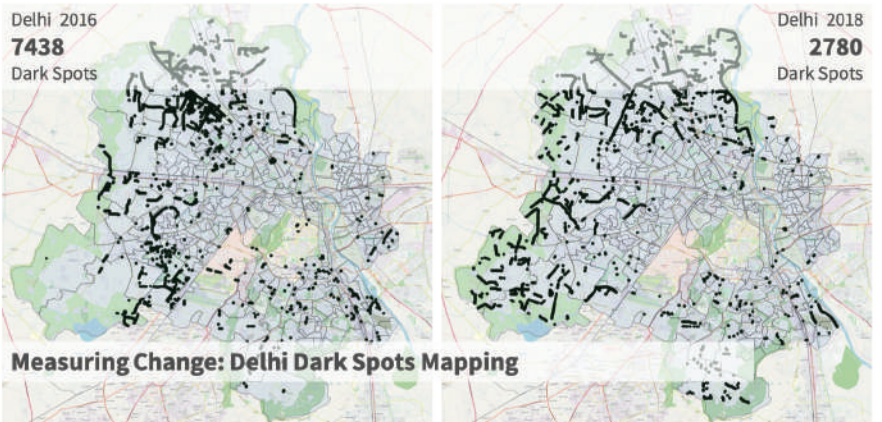 Delhi 2016
7438
Dark Spots
Delhi 2018
2780
Dark Spots
Measuring Change: Delhi Dark Spots Mapping